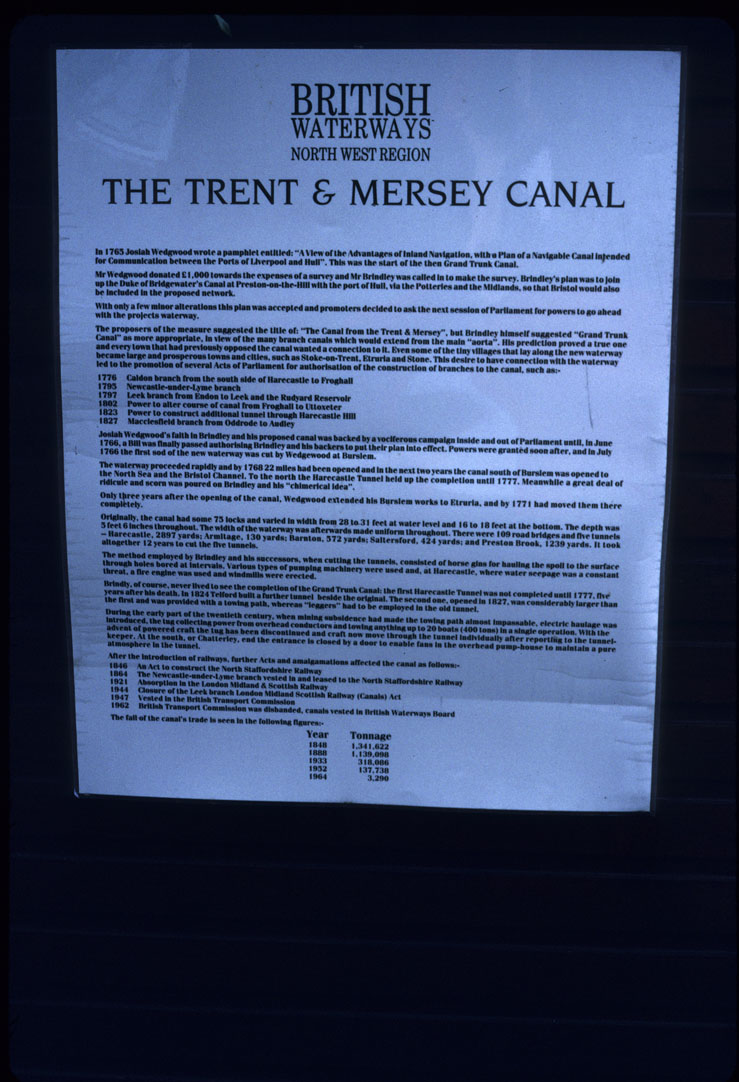 BRITISH
WATERWAYS
NORTH WEST REGION
THE TRENT & MERSEY CANAL
In 1765 Josiah Wedgwood wrote a pamphlet entitled: "A View of the Advantages of Inland Navigation, with a Plan of a Navigable Canal intended
for Communication between the Ports of Liverpool and Hull". This was the start of the then Grand Trunk Canal.
Mr Wedgwood donated £1,000 towards the expenses of a survey and Mr Brindley was called in to make the survey. Brindley's plan was to join
up the Duke of Bridgewater's Canal at Preston-on-the-Hill with the port of Hull, via the Potteries and the Midlands, so that Bristol would also
be included in the proposed network.
With only a few minor alterations this plan was accepted and promoters decided to ask the next session of Parliament for powers to go ahead
with the projects waterway.
The proposers of the measure suggested the title of: "The Canal from the Trent & Mersey", but Brindley himself suggested "Grand Trunk
Canal" as more appropriate, in view of the many branch canals which would extend from the main "aorta". His prediction proved a true one
and every town that had previously opposed the canal wanted a connection to it. Even some of the tiny villages that lay along the new waterway
became large and prosperous towns and cities, such as Stoke-on-Trent, Etruria and Stone. This desire to have connection with the waterway
led to the promotion of several Acts of Parliament for authorisation of the construction of branches to the canal, such as:-
1776 Caldon branch from the south side of Harecastle to Froghall
1795 Newcastle-under-Lyme branch
1797 Leek branch from Endon to Leek and the Rudyard Reservoir
1802 Power to alter course of canal from Froghall to Uttoxeter
1823 Power to construct additional tunnel through Harecastle Hill
1827 Macclesfield branch from Oddrode to Audley
Josiah Wedgwood's faith in Brindley and his proposed canal was backed by a vociferous campaign inside and out of Parliament until, in June
1766, a Bill was finally passed authorising Brindley and his backers to put their plan into effect. Powers were granted soon after, and in July
1766 the first sod of the new waterway was cut by Wedgewood at Burslem.
The waterway proceeded rapidly and by 1768 22 miles had been opened and in the next two years the canal south of Burslem was opened to
the North Sea and the Bristol Channel. To the north the Harecastle Tunnel held up the completion until 1777. Meanwhile a great deal of
ridicule and scorn was poured on Brindley and his "chimerical idea".
Only three years after the opening of the canal, Wedgwood extended his Burslem works to Etruria, and by 1771 had moved them there
completely.
Originally, the canal had some 75 locks and varied in width from 28 to 31 feet at water level and 16 to 18 feet at the bottom. The depth was
5 feet 6 inches throughout. The width of the waterway was afterwards made uniform throughout. There were 109 road bridges and five tunnels
– Harecastle, 2897 yards; Armitage, 130 yards; Barnton, 572 yards; Saltersford, 424 yards; and Preston Brook, 1239 yards. It took
altogether 12 years to cut the five tunnels.
The method employed by Brindley and his successors, when cutting the tunnels, consisted of horse gins for hauling the spoil to the surface
through holes bored at intervals. Various types of pumping machinery were used and, at Harecastle, where water seepage was a constant
threat, a fire engine was used and windmills were erected.
Brindly, of course, never lived to see the completion of the Grand Trunk Canal; the first Harecastle Tunnel was not completed until 1777, five
years after his death. In 1824 Telford built a further tunnel beside the original. The second one, opened in 1827, was considerably larger than
the first and was provided with a towing path, whereas "leggers" had to be employed in the old tunnel.
During the early part of the twentieth century, when mining subsidence had made the towing path almost impassable, electric haulage was
introduced, the tug collecting power from overhead conductors and towing anything up to 20 boats (400 tons) in a single operation. With the
advent of powered craft the tug has been discontinued and craft now move through the tunnel individually after reporting to the tunnel-
keeper. At the south, or Chatterley, end the entrance is closed by a door to enable fans in the overhead pump-house to maintain a pure
atmosphere in the tunnel.
After the introduction of railways, further Acts and amalgamations affected the canal as follows:-
1846 An Act to construct the North Staffordshire Railway
1864 The Newcastle-under-Lyme branch vested in and leased to the North Staffordshire Railway
1921 Absorption in the London Midland & Scottish Railway
1944 Closure of the Leek branch London Midland Scottish Railway (Canals) Act
1947 Vested in the British Transport Commission
1962 British Transport Commission was disbanded, canals vested in British Waterways Board
The fall of the canal's trade is seen in the following figures:-
Year Tonnage
1848 1,341,622
1888 1,139,098
1933 318,086
1952 137,738
1964 3,290